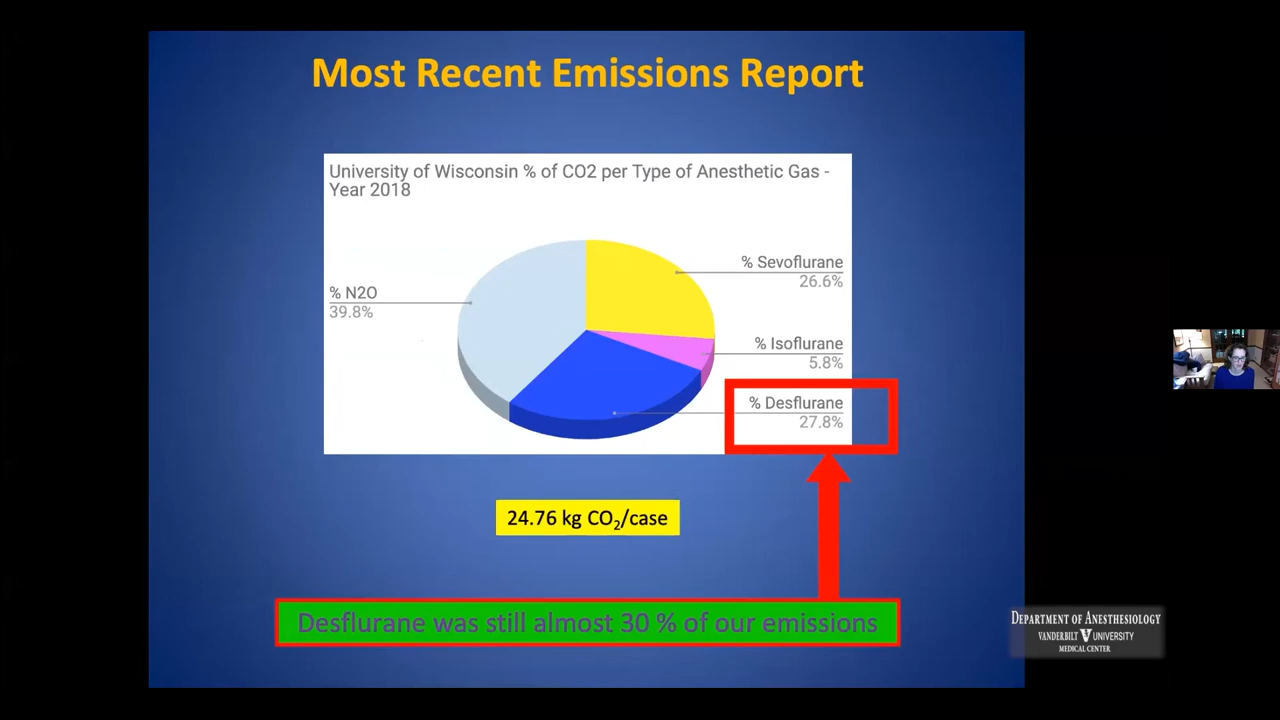 Most Recent Emissions Report
University of Wisconsin % of CO2 per Type of Anesthetic Gas -
Year 2018
% Sevoflurane
26.6%
% N2O
39.8%
% Isoflurane
5.8%
% Desflurane
27.8%
24.76 kg CO₂/case
Desflurane was still almost 30 % of our emissions
DEPARTMENT OF ANESTHESIOLOGY
VANDERBILT UNIVERSITY
MEDICAL CENTER